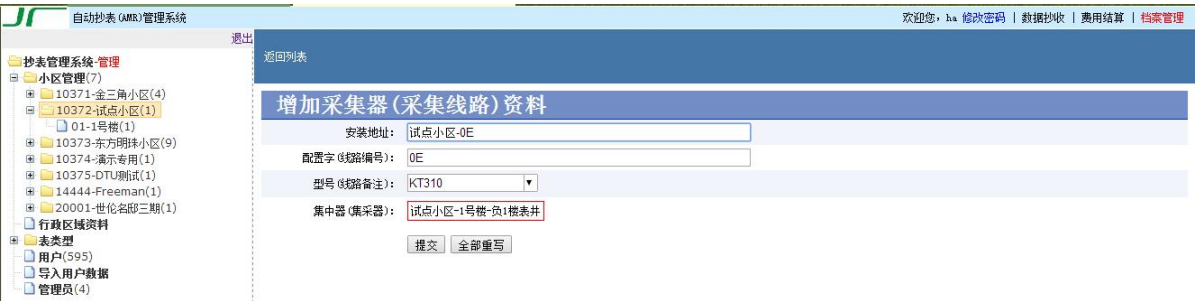 自动抄表(AMR)管理系统
欢迎您，ha 修改密码 | 数据抄收 | 费用结算 | 档案管理
退出
返回列表
抄表管理系统-管理
小区管理(7)
10371-金三角小区(4)
10372-试点小区(1)
01-1号楼(1)
10373-东方明珠小区(9)
10374-演示专用(1)
10375-DTU测试(1)
14444-Freeman(1)
20001-世伦名邸三期(1)
行政区域资料
表类型
用户(595)
导入用户数据
管理员(4)
增加采集器(采集线路)资料
安装地址： 试点小区-0E
配置字(线路编号)： 0E
型号(线路备注)： KT310
集中器(集采器)： 试点小区-1号楼-负1楼表井
提交 全部重写